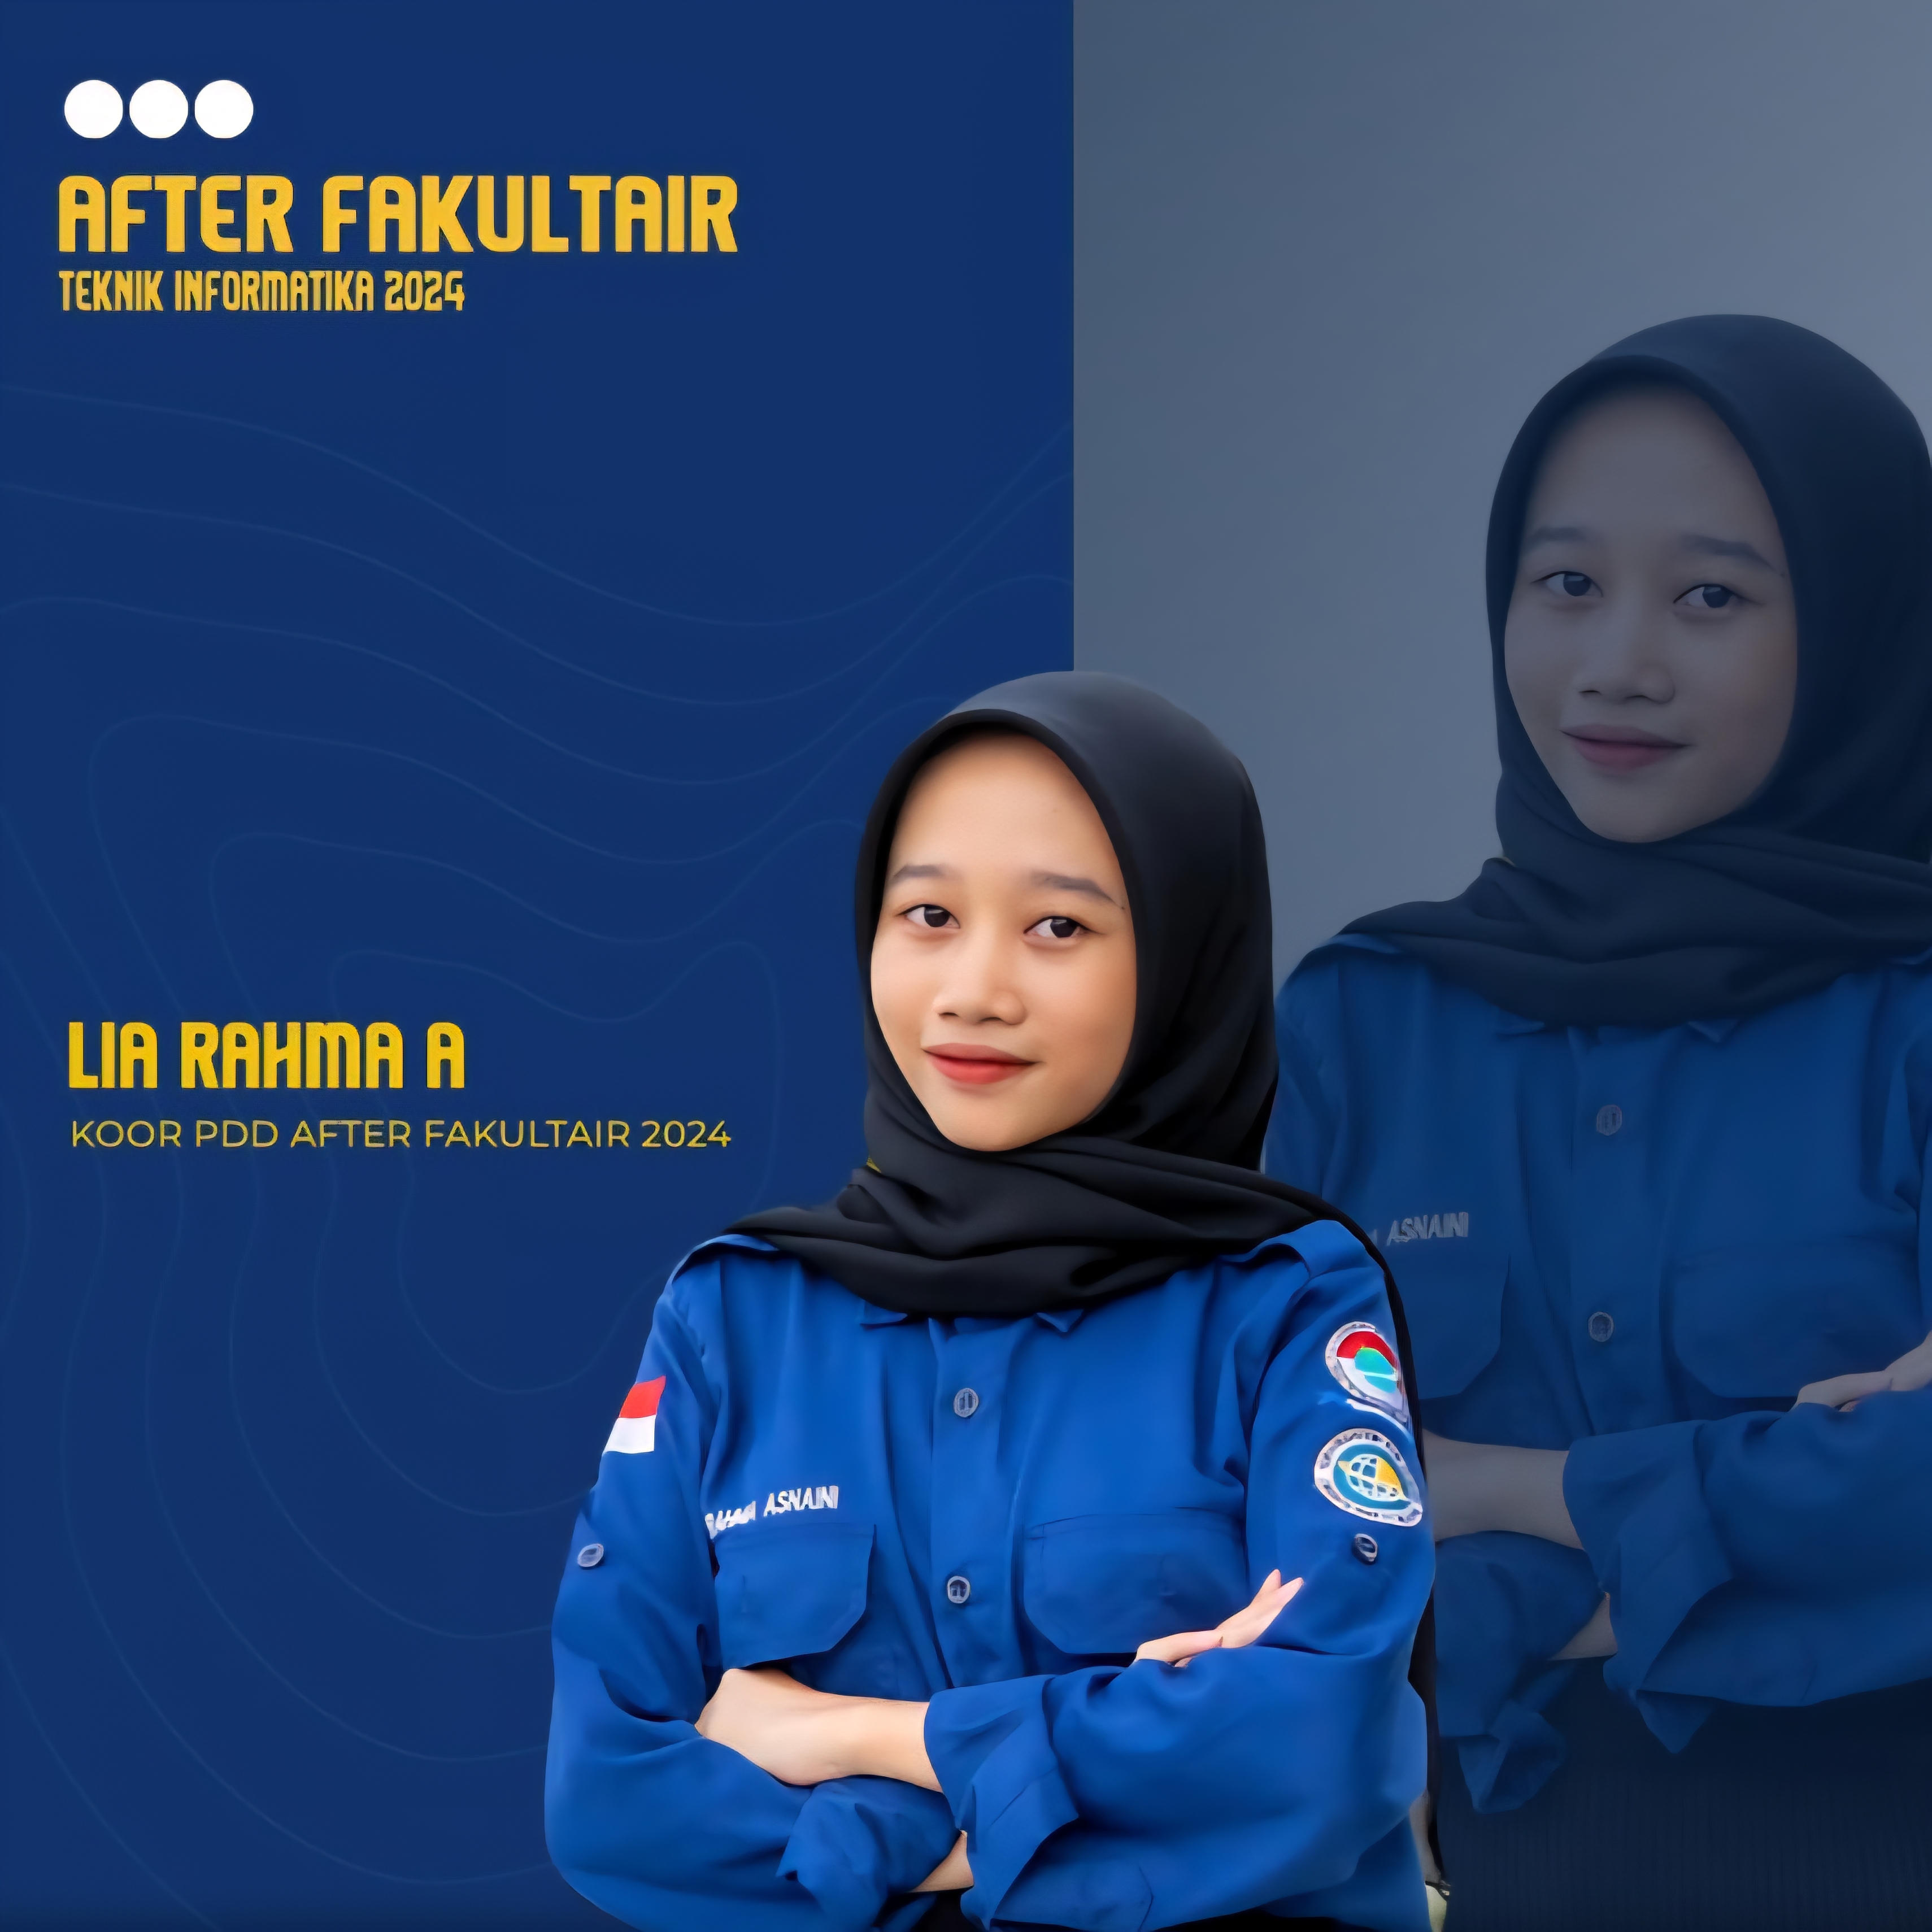 AFTER FAKULTAIR
TEKNIK INFORMATIKA 2024
LIA RAHMA A
KOOR PDD AFTER FAKULTAIR 2024
ASNAINI
ASNAINI